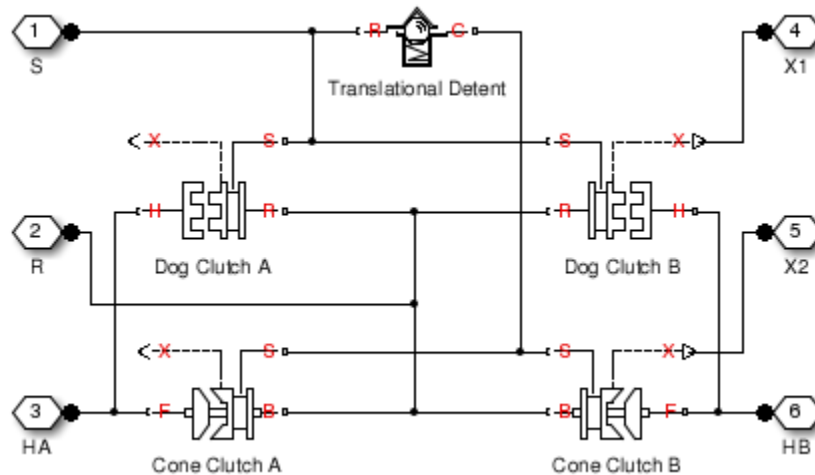 1
S
R
C
4
X1
Translational Detent
X
S
S
X
H
R
R
H
2
R
5
X2
Dog Clutch A
Dog Clutch B
X
S
S
X
3
HA
F
B
B
F
6
HB
Cone Clutch A
Cone Clutch B